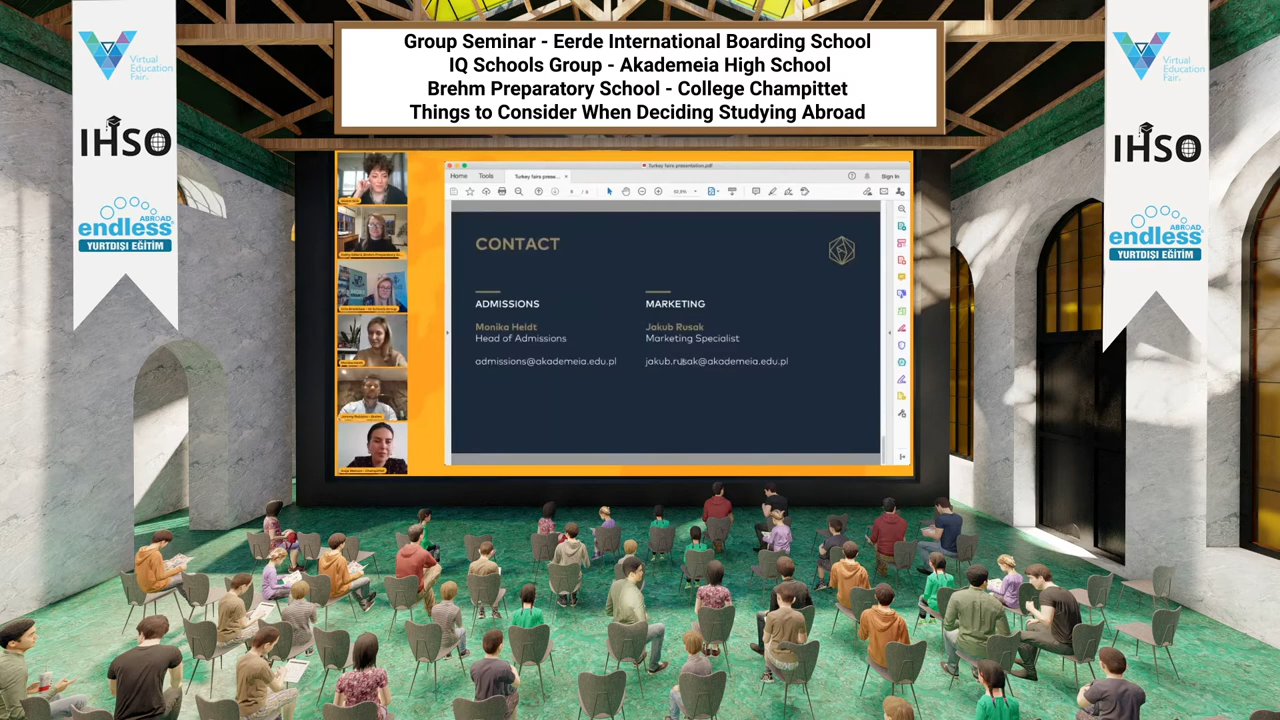 Group Seminar - Eerde International Boarding School
IQ Schools Group - Akademeia High School
Brehm Preparatory School - College Champittet
Things to Consider When Deciding Studying Abroad
Virtual
Education
Fair
IHSO
endless
ABROAD
YURTDIŞI EĞİTİM
Virtual
Education
Fair
IHSO
endless
ABROAD
YURTDIŞI EĞİTİM
Turkey fairs presentation.pdf
Home Tools Turkey fairs prese... × Sign In
CONTACT
ADMISSIONS
Monika Heldt
Head of Admissions
admissions@akademeia.edu.pl
MARKETING
Jakub Rusak
Marketing Specialist
jakub.rusak@akademeia.edu.pl